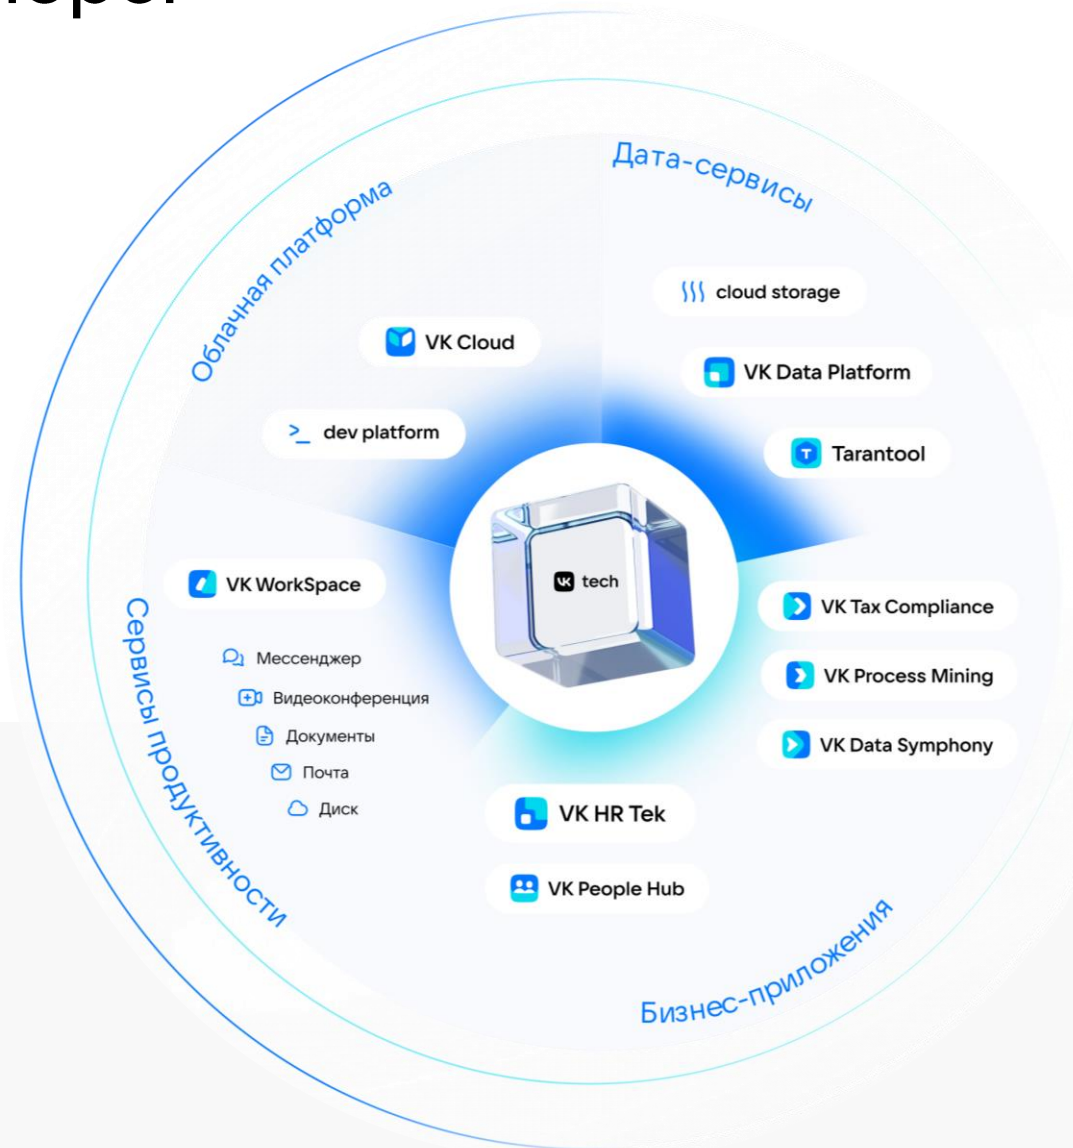 Облачная платформа
VK Cloud
dev platform
Дата-сервисы
cloud storage
VK Data Platform
Tarantool
VK tech
Сервисы продуктивности
VK WorkSpace
Мессенджер
Видеоконференция
Документы
Почта
Диск
VK Tax Compliance
VK Process Mining
VK Data Symphony
VK HR Tek
VK People Hub
Бизнес-приложения